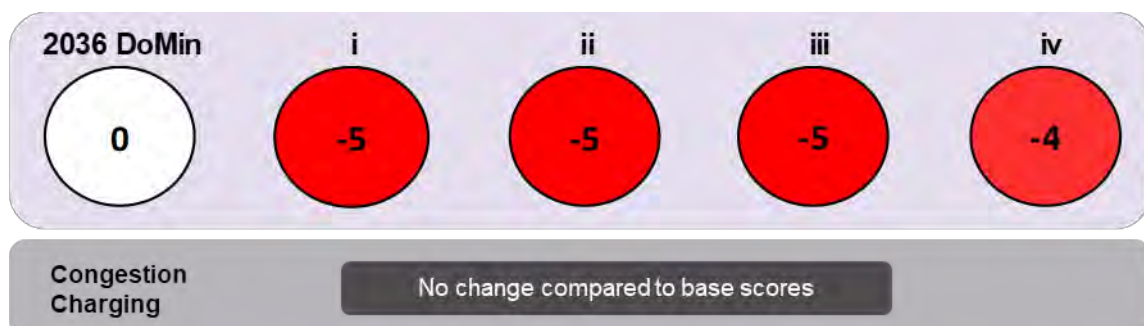 2036 DoMin i ii iii iv
0 -5 -5 -5 -4
Congestion
Charging
No change compared to base scores